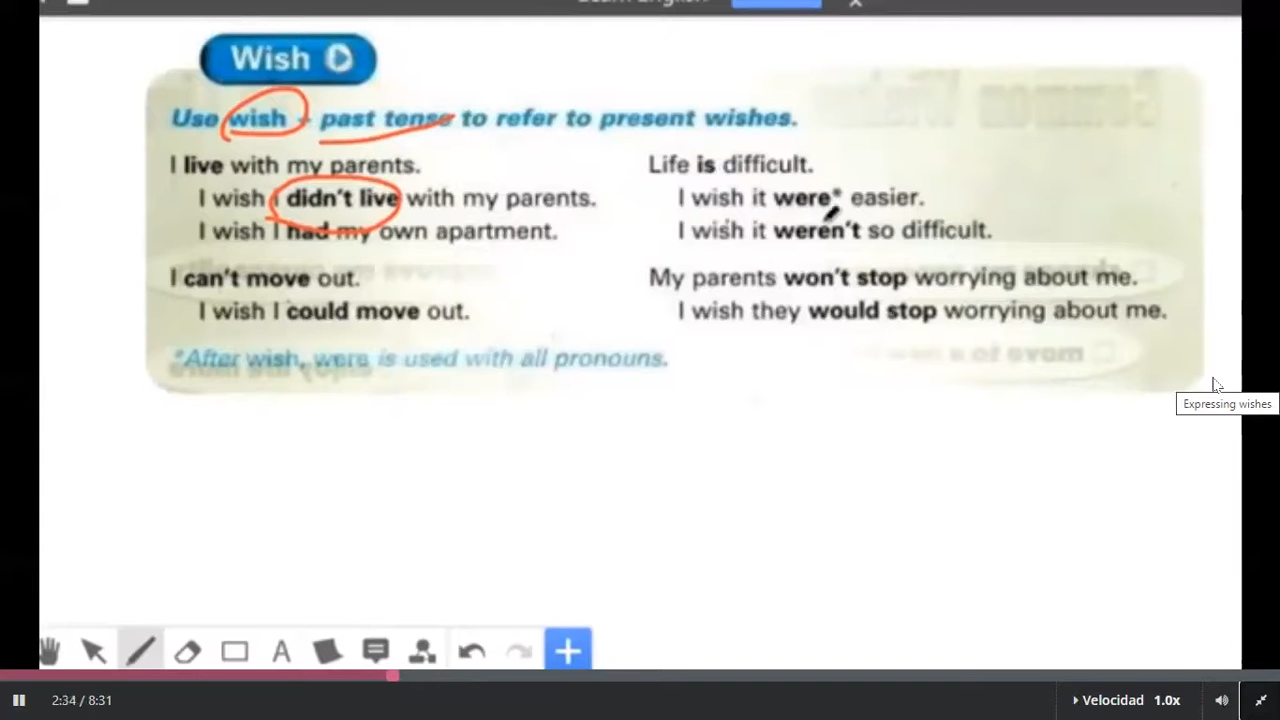 Wish
Use wish + past tense to refer to present wishes.
I live with my parents.
I wish I didn't live with my parents.
I wish I had my own apartment.
I can't move out.
I wish I could move out.
Life is difficult.
I wish it were* easier.
I wish it weren't so difficult.
My parents won't stop worrying about me.
I wish they would stop worrying about me.
*After wish, were is used with all pronouns.
Expressing wishes
A
2:34 / 8:31
Velocidad 1.0x